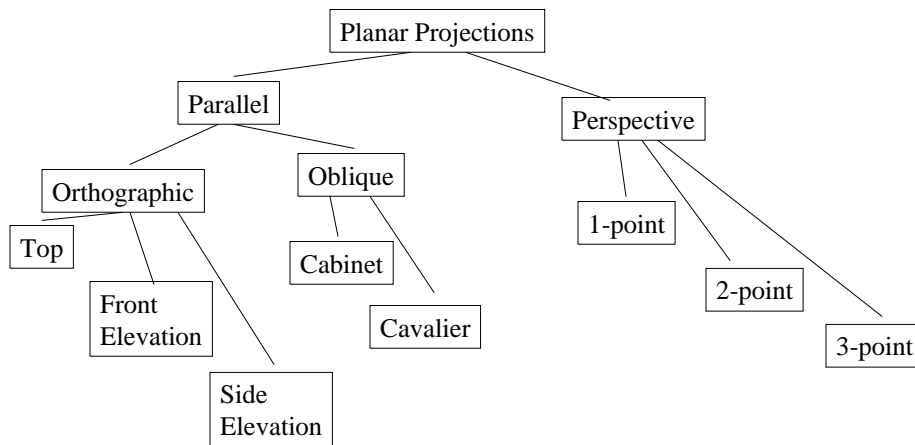 Planar Projections
Parallel
Perspective
Orthographic
Oblique
1-point
Top
Cabinet
2-point
Front
Elevation
Cavalier
3-point
Side
Elevation